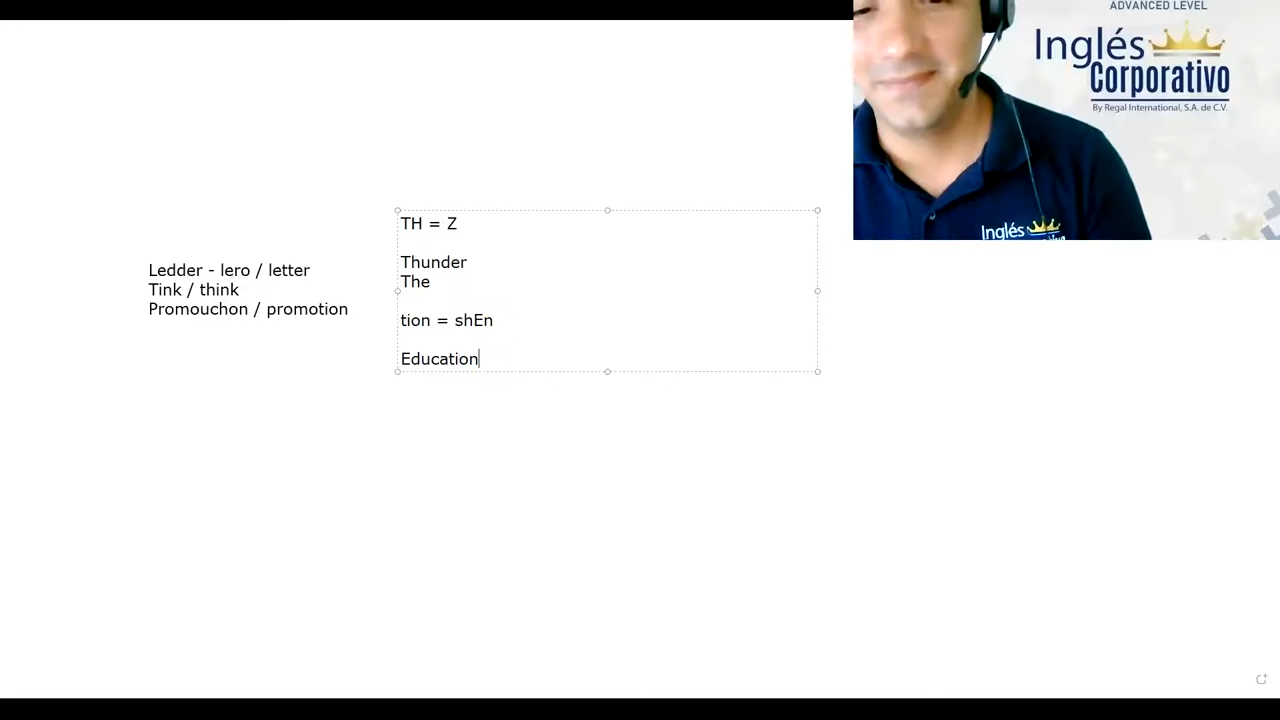 ADVANCED LEVEL
Inglés
Corporativo
By Regal International, S.A. de C.V.
TH = Z
Thunder
The
tion = shEn
Education
Ledder - lero / letter
Tink / think
Promouchon / promotion
Inglés